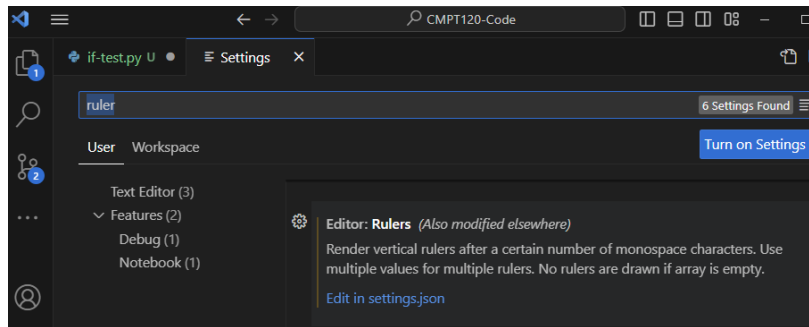 CMPT120-Code
if-test.py U
Settings
1
ruler
6 Settings Found
User Workspace
Turn on Settings
2
Text Editor (3)
Features (2)
Debug (1)
Notebook (1)
Editor: Rulers (Also modified elsewhere)
Render vertical rulers after a certain number of monospace characters. Use
multiple values for multiple rulers. No rulers are drawn if array is empty.
Edit in settings.json